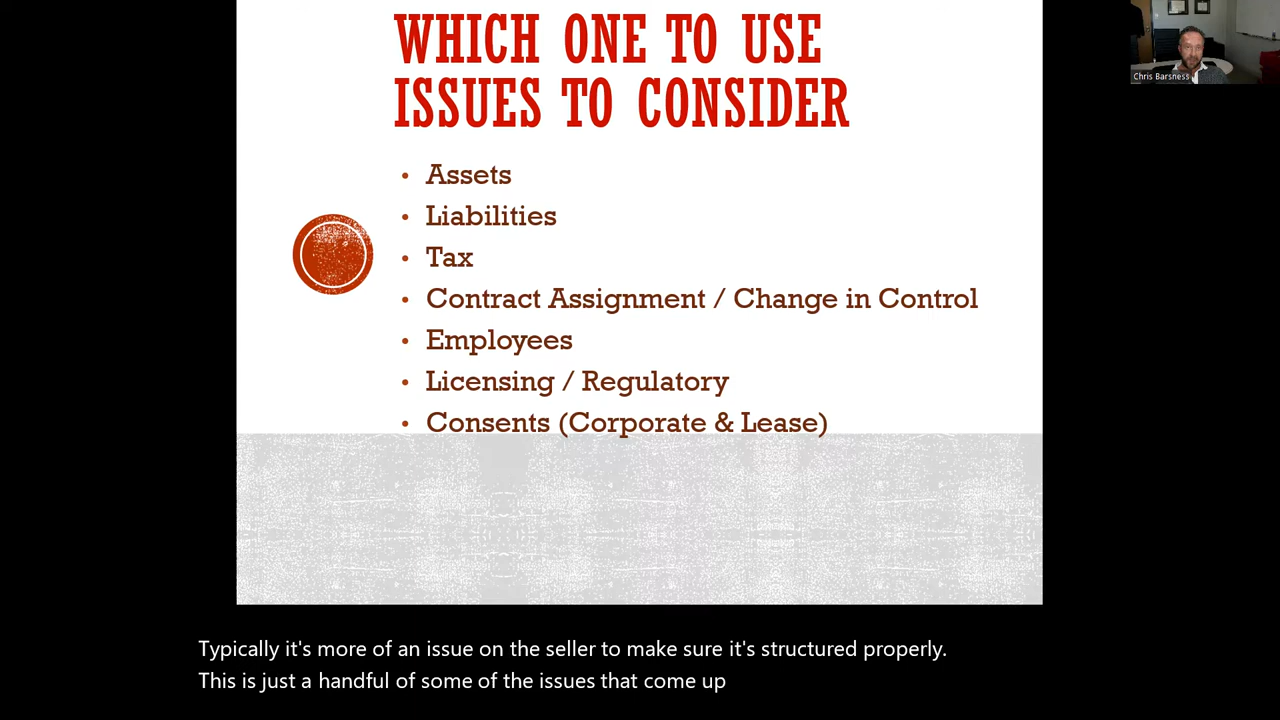 WHICH ONE TO USE
ISSUES TO CONSIDER
• Assets
• Liabilities
• Tax
• Contract Assignment / Change in Control
• Employees
• Licensing / Regulatory
• Consents (Corporate & Lease)
Chris Barsness
Typically it's more of an issue on the seller to make sure it's structured properly.
This is just a handful of some of the issues that come up